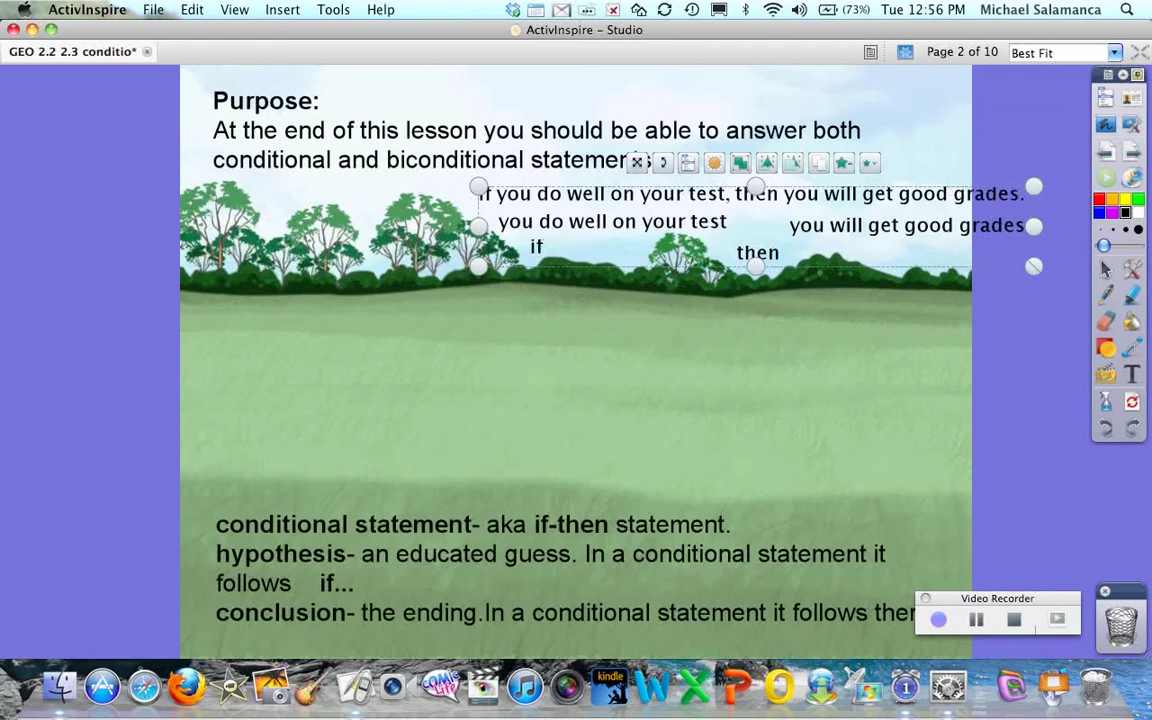 ActivInspire File Edit View Insert Tools Help (73%) Tue 12:56 PM Michael Salamanca
ActivInspire – Studio
GEO 2.2 2.3 conditio* Page 2 of 10 Best Fit
Purpose:
At the end of this lesson you should be able to answer both
conditional and biconditional statements
If you do well on your test, then you will get good grades.
you do well on your test you will get good grades
if then
conditional statement- aka if-then statement.
hypothesis- an educated guess. In a conditional statement it
follows if...
conclusion- the ending.In a conditional statement it follows then
Video Recorder
kindle